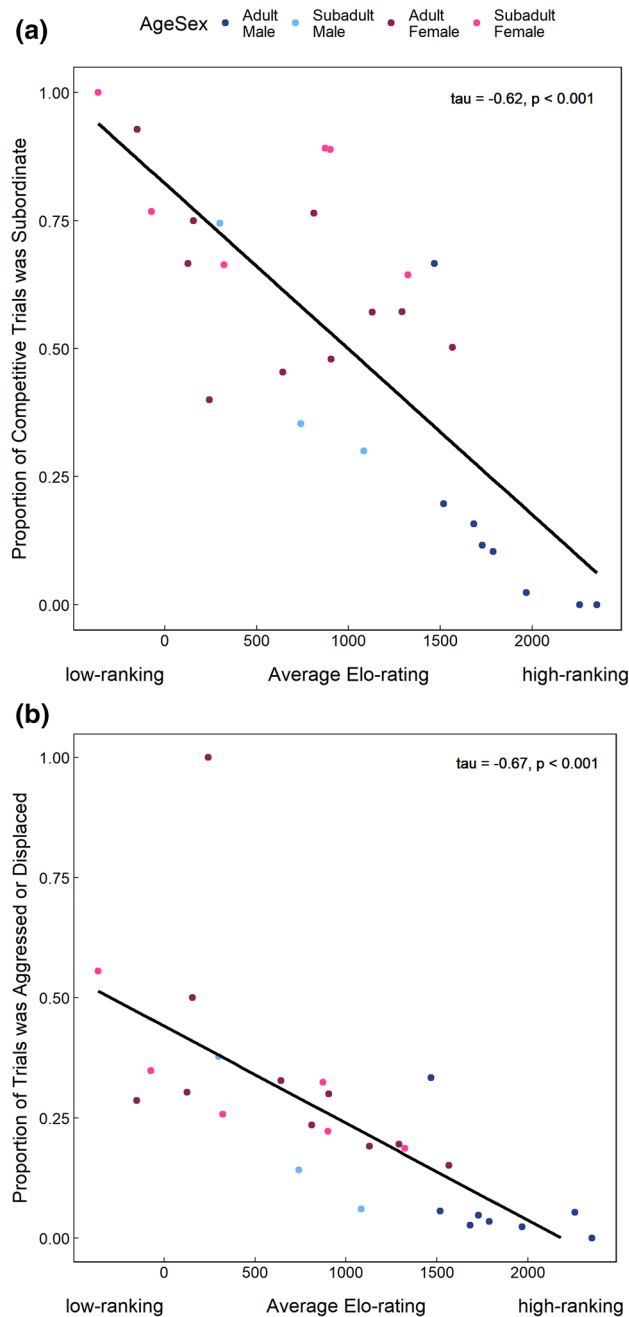 (a)
AgeSex
Adult Male
Subadult Male
Adult Female
Subadult Female
tau = -0.62, p < 0.001
Proportion of Competitive Trials was Subordinate
1.00
0.75
0.50
0.25
0.00
0 500 1000 1500 2000
low-ranking Average Elo-rating high-ranking
(b)
tau = -0.67, p < 0.001
Proportion of Trials was Aggressed or Displaced
1.00
0.75
0.50
0.25
0.00
0 500 1000 1500 2000
low-ranking Average Elo-rating high-ranking